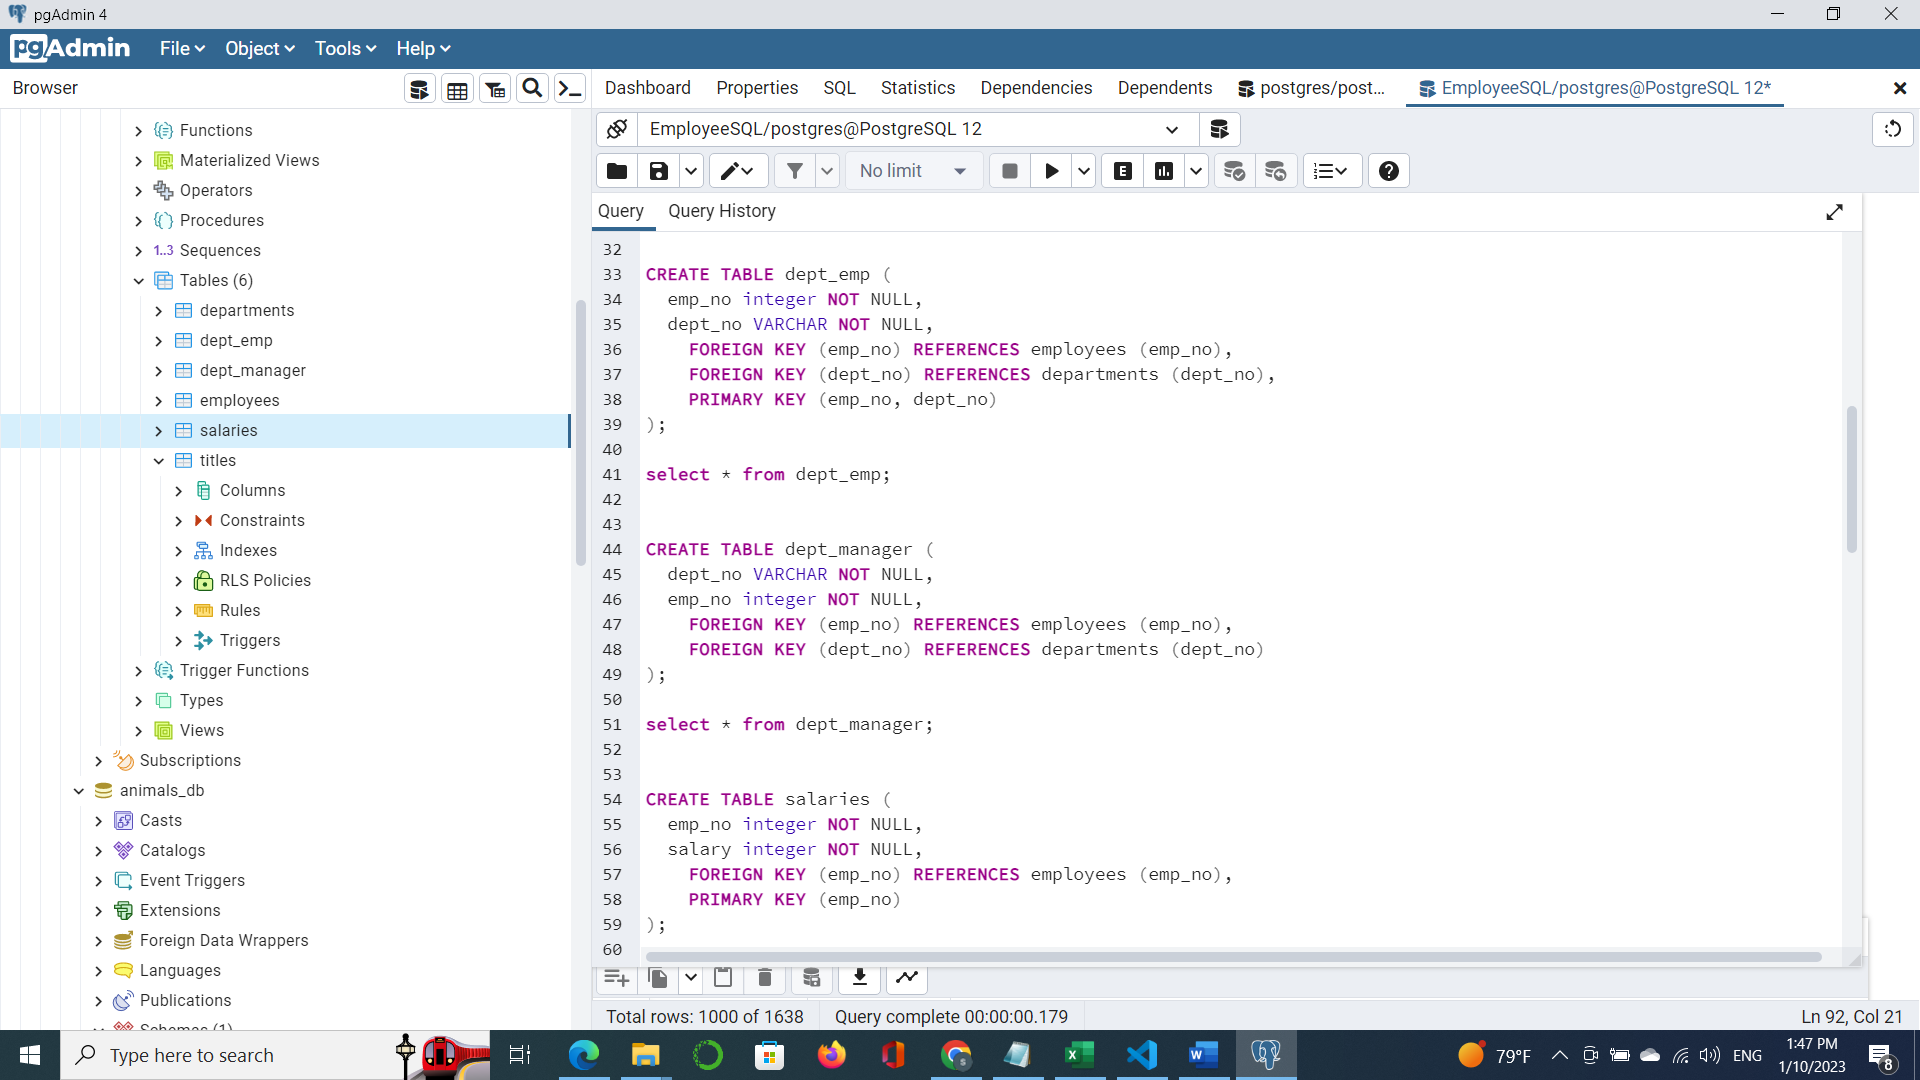 pgAdmin 4
pgAdmin File Object Tools Help
Browser
Dashboard Properties SQL Statistics Dependencies Dependents postgres/post... EmployeeSQL/postgres@PostgreSQL 12*
EmployeeSQL/postgres@PostgreSQL 12
No limit
E
Query Query History
Functions
Materialized Views
Operators
Procedures
1..3 Sequences
Tables (6)
departments
dept_emp
dept_manager
employees
salaries
titles
Columns
Constraints
Indexes
RLS Policies
Rules
Triggers
Trigger Functions
Types
Views
Subscriptions
animals_db
Casts
Catalogs
Event Triggers
Extensions
Foreign Data Wrappers
Languages
Publications
Schemas (1)
32
33 CREATE TABLE dept_emp (
34 emp_no integer NOT NULL,
35 dept_no VARCHAR NOT NULL,
36 FOREIGN KEY (emp_no) REFERENCES employees (emp_no),
37 FOREIGN KEY (dept_no) REFERENCES departments (dept_no),
38 PRIMARY KEY (emp_no, dept_no)
39 );
40
41 select * from dept_emp;
42
43
44 CREATE TABLE dept_manager (
45 dept_no VARCHAR NOT NULL,
46 emp_no integer NOT NULL,
47 FOREIGN KEY (emp_no) REFERENCES employees (emp_no),
48 FOREIGN KEY (dept_no) REFERENCES departments (dept_no)
49 );
50
51 select * from dept_manager;
52
53
54 CREATE TABLE salaries (
55 emp_no integer NOT NULL,
56 salary integer NOT NULL,
57 FOREIGN KEY (emp_no) REFERENCES employees (emp_no),
58 PRIMARY KEY (emp_no)
59 );
60
Total rows: 1000 of 1638 Query complete 00:00:00.179 Ln 92, Col 21
Type here to search
79°F ENG
1:47 PM
1/10/2023
8